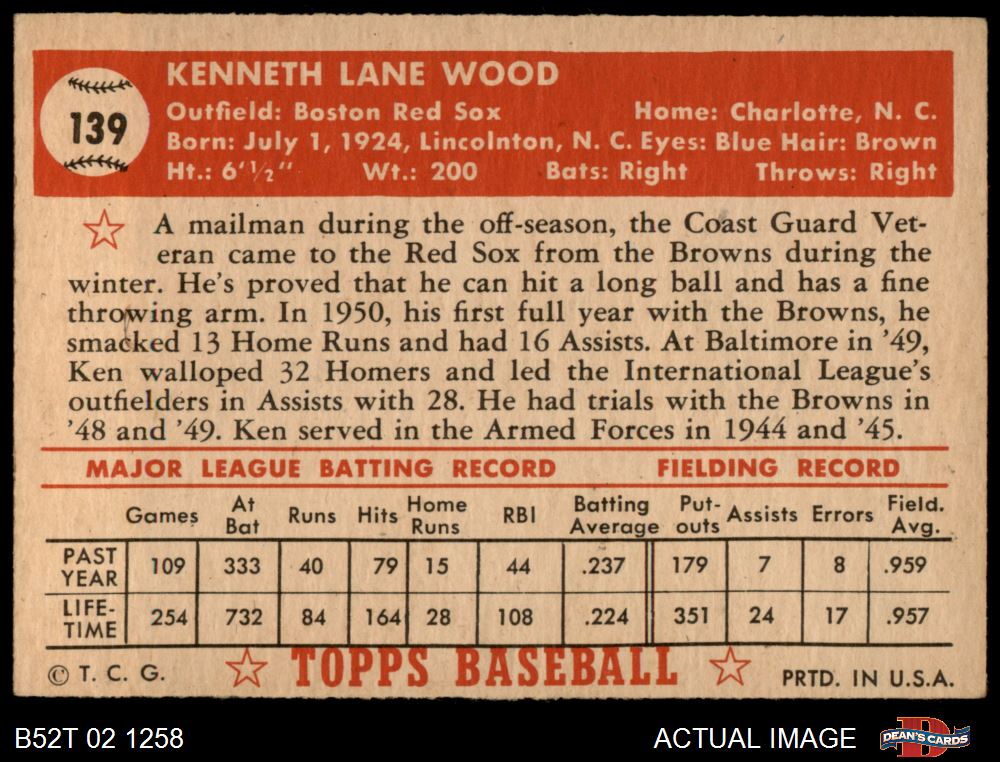 KENNETH LANE WOOD
139
Outfield: Boston Red Sox Home: Charlotte, N. C.
Born: July 1, 1924, Lincolnton, N. C. Eyes: Blue Hair: Brown
Ht.: 6'½" Wt.: 200 Bats: Right Throws: Right
A mailman during the off-season, the Coast Guard Vet-
eran came to the Red Sox from the Browns during the
winter. He's proved that he can hit a long ball and has a fine
throwing arm. In 1950, his first full year with the Browns, he
smacked 13 Home Runs and had 16 Assists. At Baltimore in '49,
Ken walloped 32 Homers and led the International League's
outfielders in Assists with 28. He had trials with the Browns in
'48 and '49. Ken served in the Armed Forces in 1944 and '45.
MAJOR LEAGUE BATTING RECORD FIELDING RECORD
Games At Bat Runs Hits Home Runs RBI Batting Average Put-outs Assists Errors Field. Avg.
PAST YEAR 109 333 40 79 15 44 .237 179 7 8 .959
LIFE-TIME 254 732 84 164 28 108 .224 351 24 17 .957
© T. C. G. TOPPS BASEBALL PRTD. IN U.S.A.
B52T 02 1258 ACTUAL IMAGE D DEAN'S CARDS